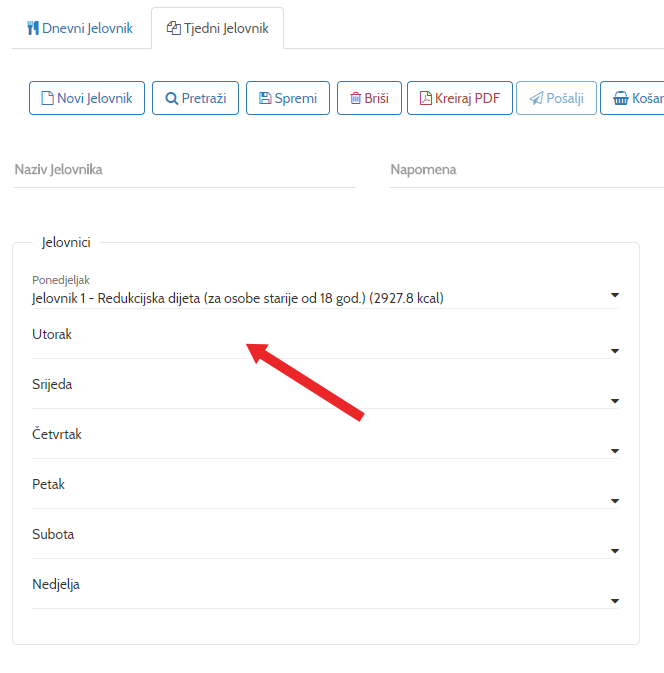 Dnevni Jelovnik Tjedni Jelovnik
Novi Jelovnik Pretraži Spremi Briši Kreiraj PDF Pošalji Košar
Naziv Jelovnika Napomena
Jelovnici
Ponedjeljak
Jelovnik 1 - Redukcijska dijeta (za osobe starije od 18 god.) (2927.8 kcal)
Utorak
Srijeda
Četvrtak
Petak
Subota
Nedjelja